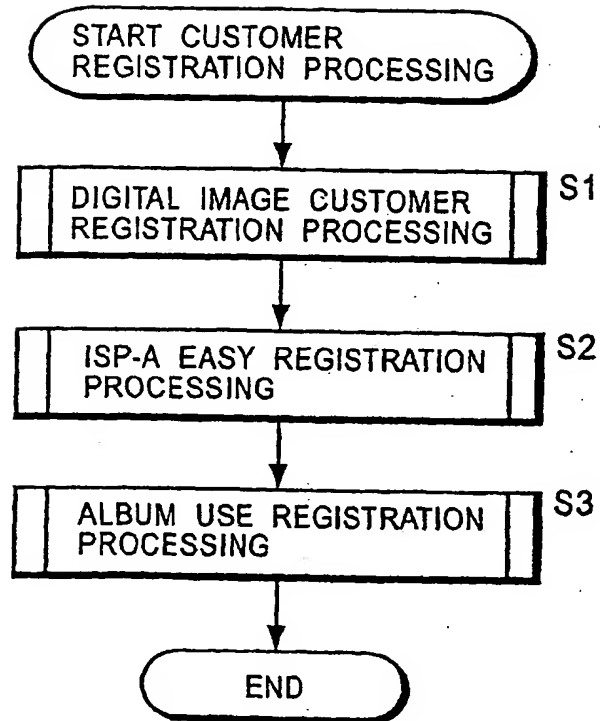 START CUSTOMER
REGISTRATION PROCESSING
DIGITAL IMAGE CUSTOMER
REGISTRATION PROCESSING
S1
ISP-A EASY REGISTRATION
PROCESSING
S2
ALBUM USE REGISTRATION
PROCESSING
S3
END